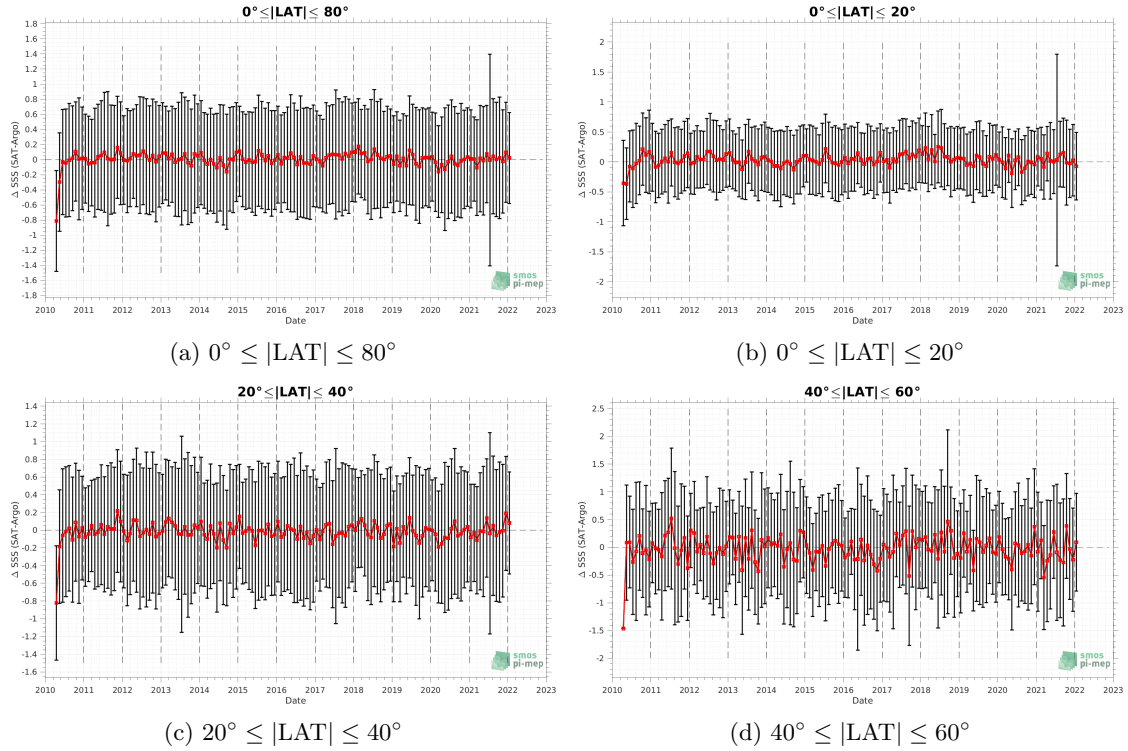 0°≤|LAT|≤ 80°
Δ SSS (SAT-Argo)
1.8
1.6
1.4
1.2
1
0.8
0.6
0.4
0.2
0
-0.2
-0.4
-0.6
-0.8
-1
-1.2
-1.4
-1.6
-1.8
2010 2011 2012 2013 2014 2015 2016 2017 2018 2019 2020 2021 2022 2023
Date
smos
pi-mep
(a) 0° ≤ |LAT| ≤ 80°
0°≤|LAT|≤ 20°
Δ SSS (SAT-Argo)
2
1.5
1
0.5
0
-0.5
-1
-1.5
-2
2010 2011 2012 2013 2014 2015 2016 2017 2018 2019 2020 2021 2022 2023
Date
smos
pi-mep
(b) 0° ≤ |LAT| ≤ 20°
20°≤|LAT|≤ 40°
Δ SSS (SAT-Argo)
1.4
1.2
1
0.8
0.6
0.4
0.2
0
-0.2
-0.4
-0.6
-0.8
-1
-1.2
-1.4
-1.6
2010 2011 2012 2013 2014 2015 2016 2017 2018 2019 2020 2021 2022 2023
Date
smos
pi-mep
(c) 20° ≤ |LAT| ≤ 40°
40°≤|LAT|≤ 60°
Δ SSS (SAT-Argo)
2.5
2
1.5
1
0.5
0
-0.5
-1
-1.5
-2
2010 2011 2012 2013 2014 2015 2016 2017 2018 2019 2020 2021 2022 2023
Date
smos
pi-mep
(d) 40° ≤ |LAT| ≤ 60°